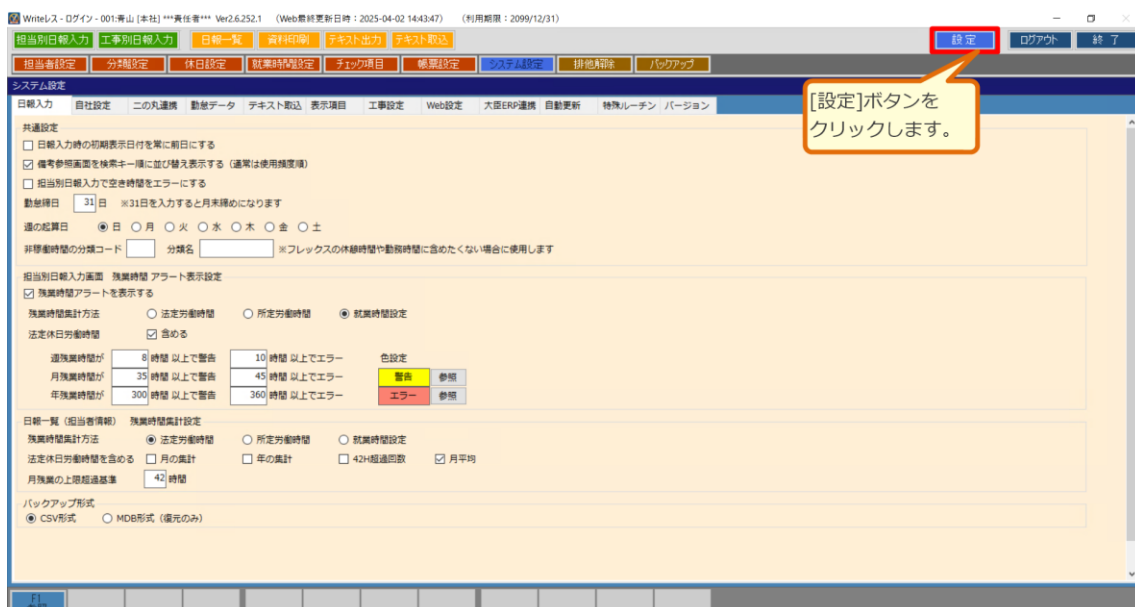 Writeレス - ログイン - 001:青山 [本社] ***責任者*** Ver2.6.252.1 (Web最終更新日時：2025-04-02 14:43:47) (利用期限：2099/12/31)
担当別日報入力 工事別日報入力 日報一覧 資料印刷 テキスト出力 テキスト取込 設定 ログアウト 終了
担当者設定 分類設定 休日設定 就業時間設定 チェック項目 帳票設定 システム設定 排他解除 バックアップ
システム設定
日報入力 自社設定 二の丸連携 勤怠データ テキスト取込 表示項目 工事設定 Web設定 大臣ERP連携 自動更新 特殊ルーチン バージョン
[設定]ボタンを
クリックします。
共通設定
日報入力時の初期表示日付を常に前日にする
備考参照画面を検索キー順に並び替え表示する（通常は使用頻度順）
担当別日報入力で空き時間をエラーにする
勤怠締日 31 日 ※31日を入力すると月末締めになります
週の起算日 日 月 火 水 木 金 土
非稼働時間の分類コード 分類名 ※フレックスの休憩時間や勤務時間に含めたくない場合に使用します
担当別日報入力画面 残業時間 アラート表示設定
残業時間アラートを表示する
残業時間集計方法 法定労働時間 所定労働時間 就業時間設定
法定休日労働時間 含める
週残業時間が 8 時間 以上で警告 10 時間 以上でエラー 色設定
月残業時間が 35 時間 以上で警告 45 時間 以上でエラー 警告 参照
年残業時間が 300 時間 以上で警告 360 時間 以上でエラー エラー 参照
日報一覧（担当者情報） 残業時間集計設定
残業時間集計方法 法定労働時間 所定労働時間 就業時間設定
法定休日労働時間を含める 月の集計 年の集計 42H超過回数 月平均
月残業の上限超過基準 42 時間
バックアップ形式
CSV形式 MDB形式（復元のみ）
F1